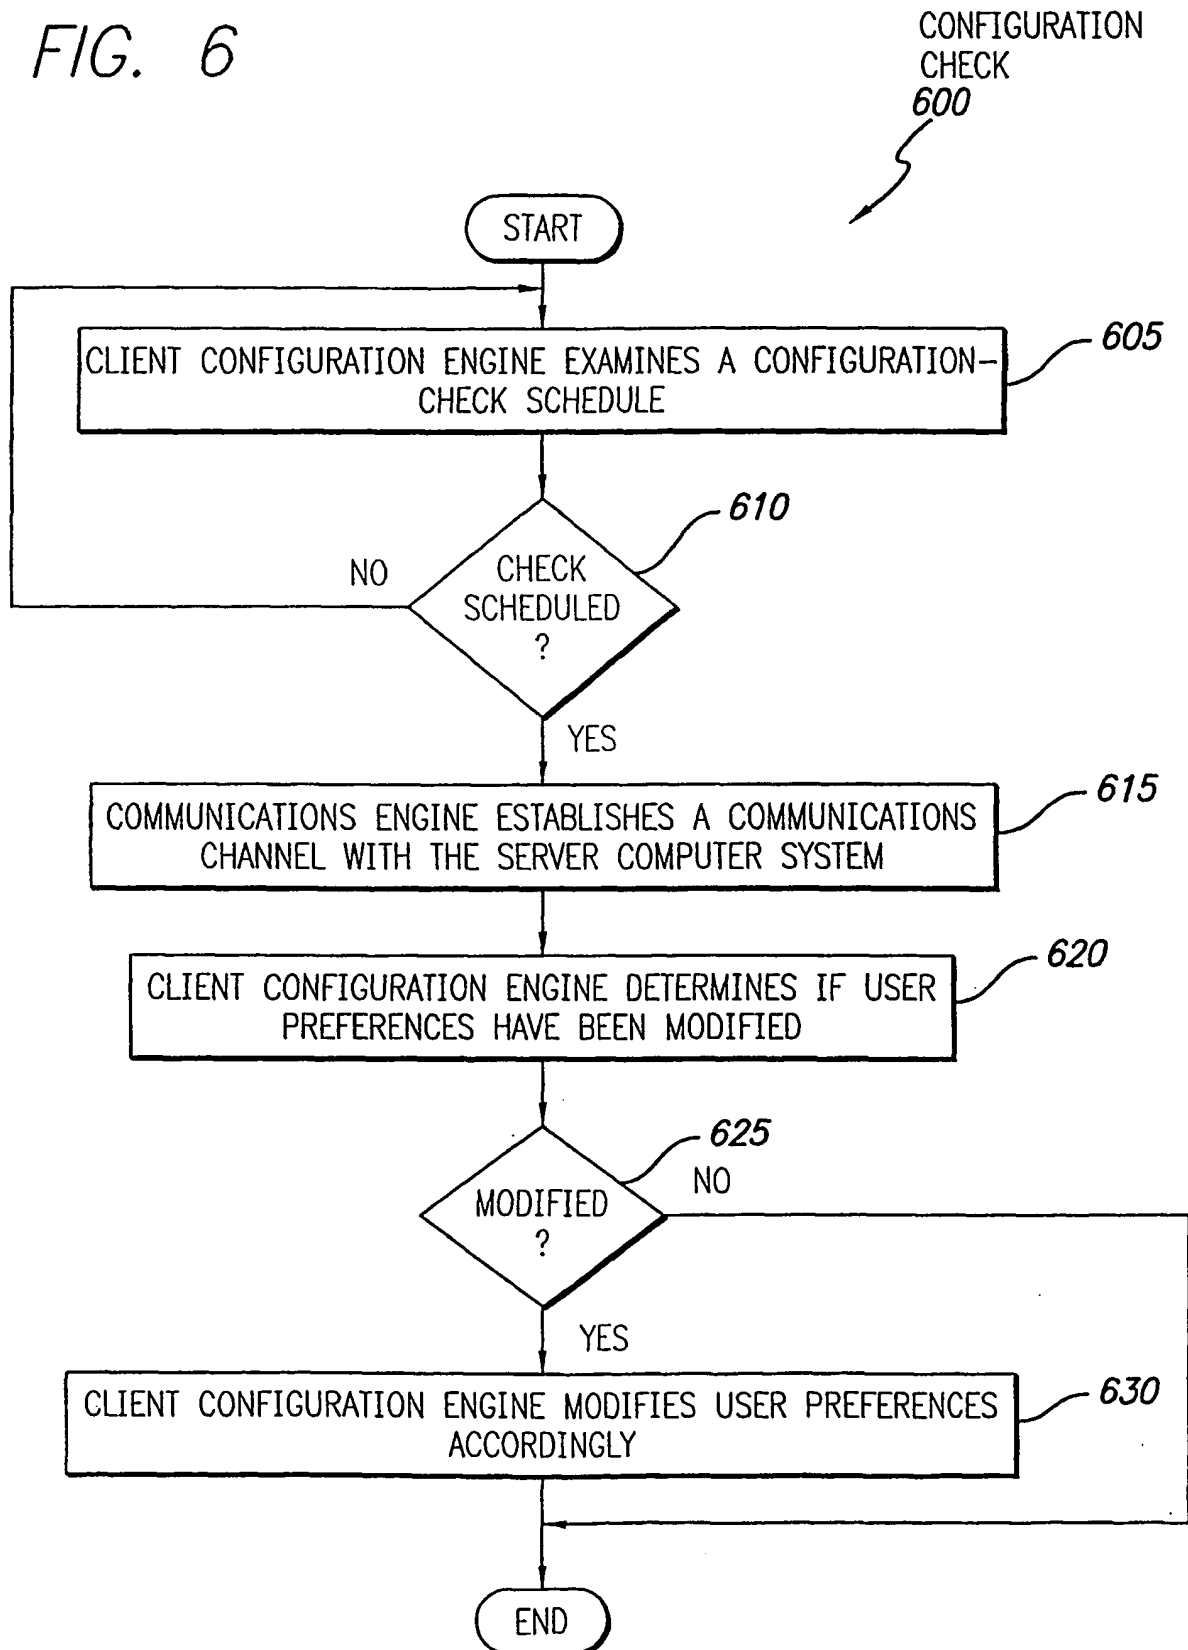 FIG. 6
CONFIGURATION
CHECK
600
START
CLIENT CONFIGURATION ENGINE EXAMINES A CONFIGURATION-
CHECK SCHEDULE
605
CHECK
SCHEDULED
?
610
NO
YES
COMMUNICATIONS ENGINE ESTABLISHES A COMMUNICATIONS
CHANNEL WITH THE SERVER COMPUTER SYSTEM
615
CLIENT CONFIGURATION ENGINE DETERMINES IF USER
PREFERENCES HAVE BEEN MODIFIED
620
MODIFIED
?
625
NO
YES
CLIENT CONFIGURATION ENGINE MODIFIES USER PREFERENCES
ACCORDINGLY
630
END